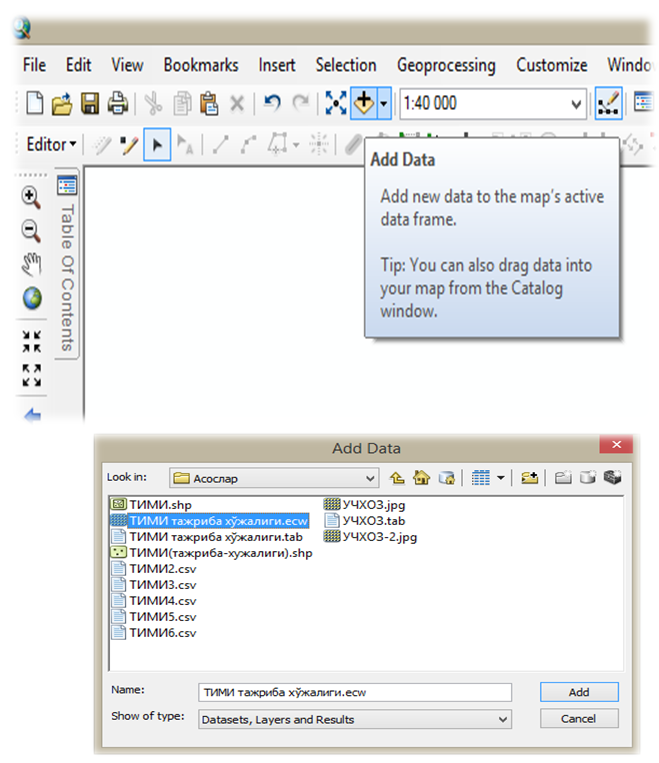 File Edit View Bookmarks Insert Selection Geoprocessing Customize Windo
1:40 000
Editor
Add Data
Add new data to the map's active
data frame.
Tip: You can also drag data into
your map from the Catalog
window.
Table Of Contents
Add Data
Look in: Асослар
ТИМИ.shp
ТИМИ тажриба хўжалиги.ecw
ТИМИ тажриба хўжалиги.tab
ТИМИ(тажриба-хужалиги).shp
ТИМИ2.csv
ТИМИ3.csv
ТИМИ4.csv
ТИМИ5.csv
ТИМИ6.csv
УЧХОЗ.jpg
УЧХОЗ.tab
УЧХОЗ-2.jpg
Name: ТИМИ тажриба хўжалиги.ecw
Add
Show of type: Datasets, Layers and Results
Cancel